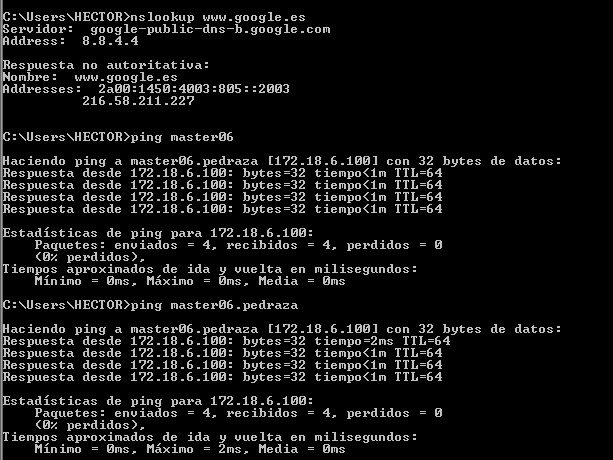 C:\Users\HECTOR>nslookup www.google.es
Servidor:  google-public-dns-b.google.com
Address:  8.8.4.4
Respuesta no autoritativa:
Nombre:  www.google.es
Addresses:  2a00:1450:4003:805::2003
216.58.211.227
C:\Users\HECTOR>ping master06
Haciendo ping a master06.pedraza [172.18.6.100] con 32 bytes de datos:
Respuesta desde 172.18.6.100: bytes=32 tiempo<1m TTL=64
Respuesta desde 172.18.6.100: bytes=32 tiempo<1m TTL=64
Respuesta desde 172.18.6.100: bytes=32 tiempo<1m TTL=64
Respuesta desde 172.18.6.100: bytes=32 tiempo<1m TTL=64
Estadísticas de ping para 172.18.6.100:
Paquetes: enviados = 4, recibidos = 4, perdidos = 0
(0% perdidos),
Tiempos aproximados de ida y vuelta en milisegundos:
Mínimo = 0ms, Máximo = 0ms, Media = 0ms
C:\Users\HECTOR>ping master06.pedraza
Haciendo ping a master06.pedraza [172.18.6.100] con 32 bytes de datos:
Respuesta desde 172.18.6.100: bytes=32 tiempo=2ms TTL=64
Respuesta desde 172.18.6.100: bytes=32 tiempo<1m TTL=64
Respuesta desde 172.18.6.100: bytes=32 tiempo<1m TTL=64
Respuesta desde 172.18.6.100: bytes=32 tiempo<1m TTL=64
Estadísticas de ping para 172.18.6.100:
Paquetes: enviados = 4, recibidos = 4, perdidos = 0
(0% perdidos),
Tiempos aproximados de ida y vuelta en milisegundos:
Mínimo = 0ms, Máximo = 2ms, Media = 0ms